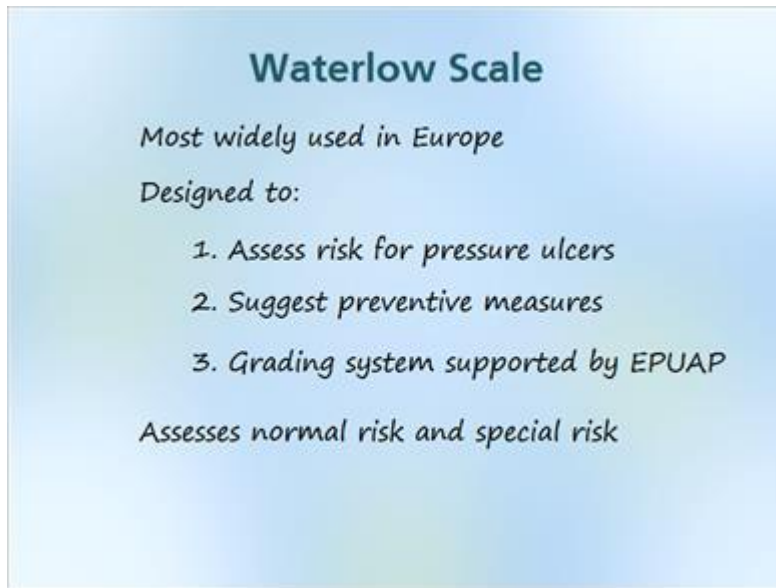 Waterlow Scale
Most widely used in Europe
Designed to:
1. Assess risk for pressure ulcers
2. Suggest preventive measures
3. Grading system supported by EPUAP
Assesses normal risk and special risk